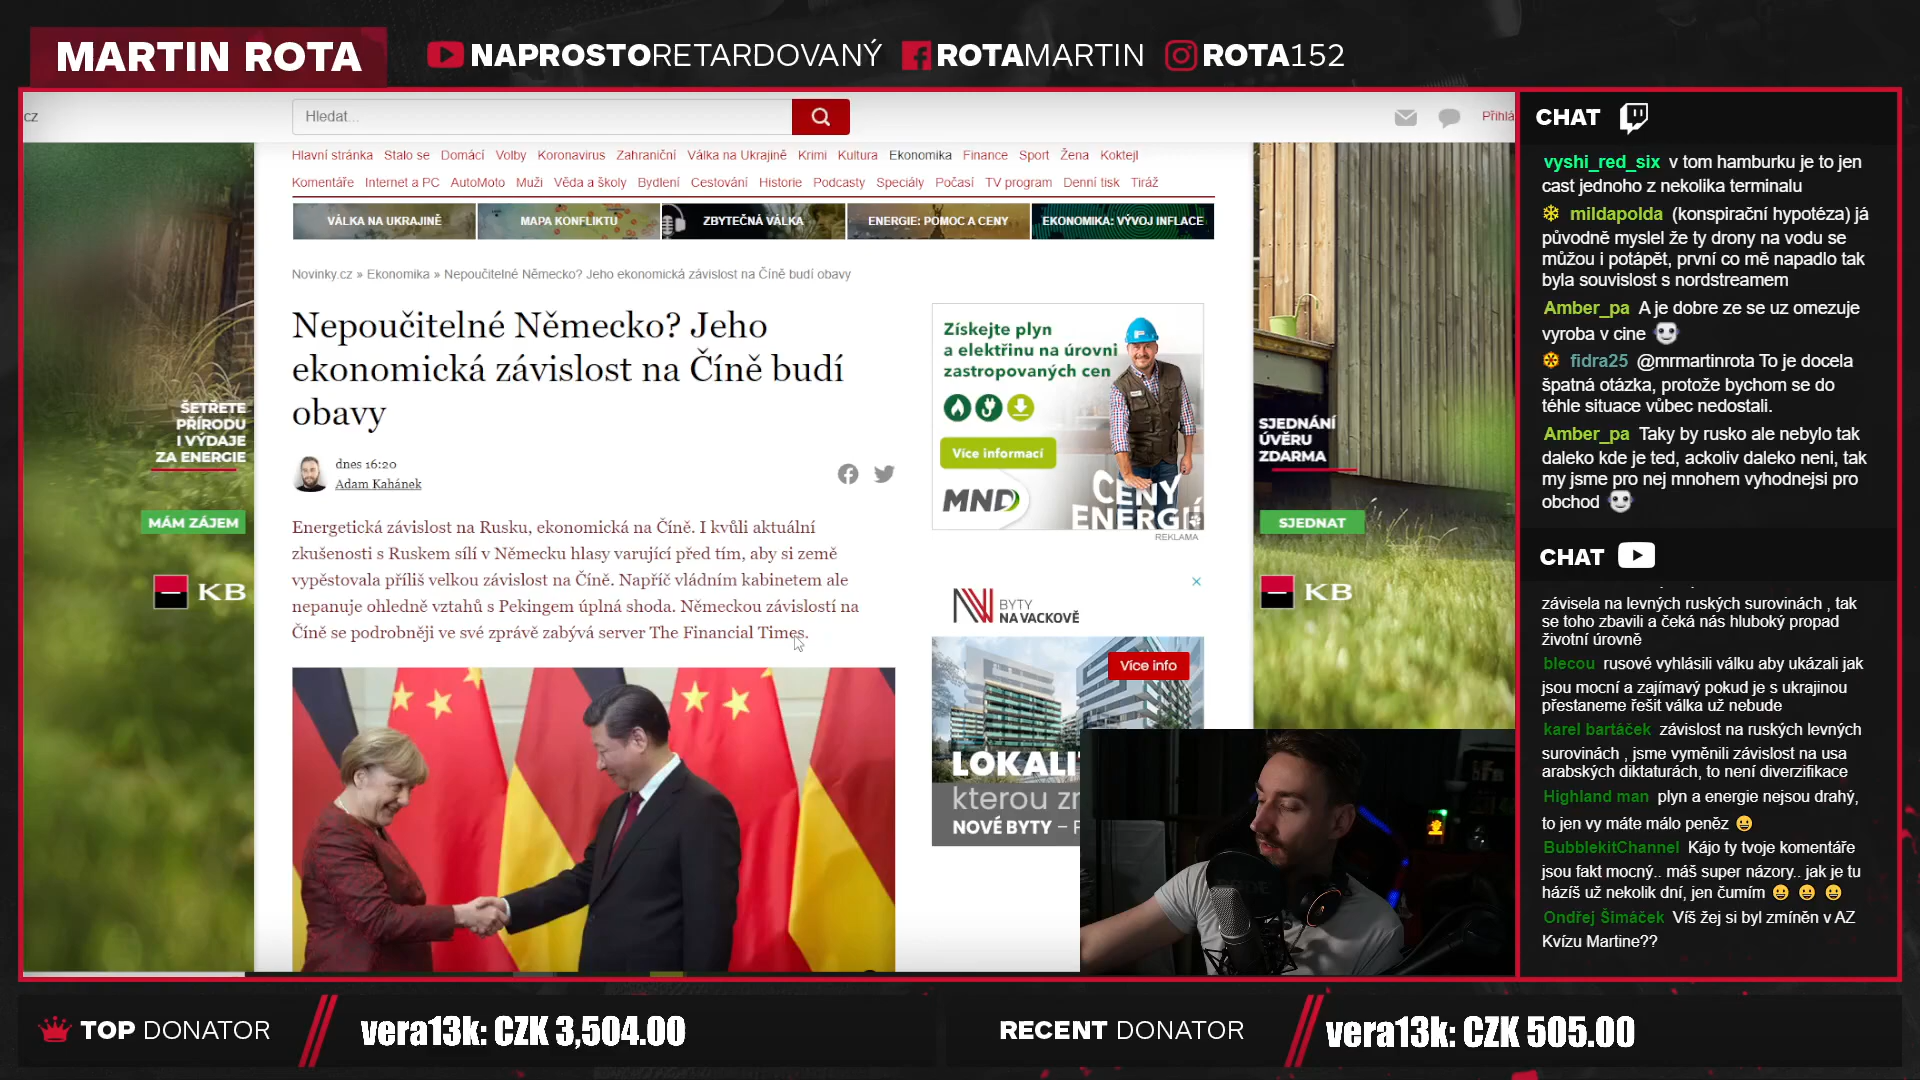 MARTIN ROTA
NAPROSTORETARDOVANÝ
ROTAMARTIN
ROTA152
cz
Hledat...
Přihlá
Hlavní stránka Stalo se Domácí Volby Koronavirus Zahraniční Válka na Ukrajině Krimi Kultura Ekonomika Finance Sport Žena Koktejl
Komentáře Internet a PC AutoMoto Muži Věda a školy Bydlení Cestování Historie Podcasty Speciály Počasí TV program Denní tisk Tiráž
VÁLKA NA UKRAJINĚ
MAPA KONFLIKTU
ZBYTEČNÁ VÁLKA
ENERGIE: POMOC A CENY
EKONOMIKA: VÝVOJ INFLACE
Novinky.cz » Ekonomika » Nepoučitelné Německo? Jeho ekonomická závislost na Číně budí obavy
Nepoučitelné Německo? Jeho
ekonomická závislost na Číně budí
obavy
dnes 16:20
Adam Kahánek
Energetická závislost na Rusku, ekonomická na Číně. I kvůli aktuální
zkušenosti s Ruskem sílí v Německu hlasy varující před tím, aby si země
vypěstovala příliš velkou závislost na Číně. Napříč vládním kabinetem ale
nepanuje ohledně vztahů s Pekingem úplná shoda. Německou závislostí na
Číně se podrobněji ve své zprávě zabývá server The Financial Times.
ŠETŘETE
PŘÍRODU
I VÝDAJE
ZA ENERGIE
MÁM ZÁJEM
KB
Získejte plyn
a elektřinu na úrovni
zastropovaných cen
Více informací
MND
CENY
ENERGIÍ
REKLAMA
BYTY
NA VACKOVĚ
Více info
LOKALI
kterou zr
NOVÉ BYTY – P
SJEDNÁNÍ
ÚVĚRU
ZDARMA
SJEDNAT
KB
CHAT
vyshi_red_six v tom hamburku je to jen
cast jednoho z nekolika terminalu
mildapolda (konspirační hypotéza) já
původně myslel že ty drony na vodu se
můžou i potápět, první co mě napadlo tak
byla souvislost s nordstreamem
Amber_pa A je dobre ze se uz omezuje
vyroba v cine
fidra25 @mrmartinrota To je docela
špatná otázka, protože bychom se do
téhle situace vůbec nedostali.
Amber_pa Taky by rusko ale nebylo tak
daleko kde je ted, ackoliv daleko neni, tak
my jsme pro nej mnohem vyhodnejsi pro
obchod
CHAT
závisela na levných ruských surovinách , tak
se toho zbavili a čeká nás hluboký propad
životní úrovně
blecou rusové vyhlásili válku aby ukázali jak
jsou mocní a zajímavý pokud je s ukrajinou
přestaneme řešit válka už nebude
karel bartáček závislost na ruských levných
surovinách , jsme vyměnili závislost na usa
arabských diktaturách, to není diverzifikace
Highland man plyn a energie nejsou drahý,
to jen vy máte málo peněz 😀
BubblekitChannel Kájo ty tvoje komentáře
jsou fakt mocný.. máš super názory.. jak je tu
házíš už nekolik dní, jen čumím 😀 😀 😀
Ondřej Šimáček Víš žej si byl zmíněn v AZ
Kvízu Martine??
TOP DONATOR
vera13k: CZK 3,504.00
RECENT DONATOR
vera13k: CZK 505.00